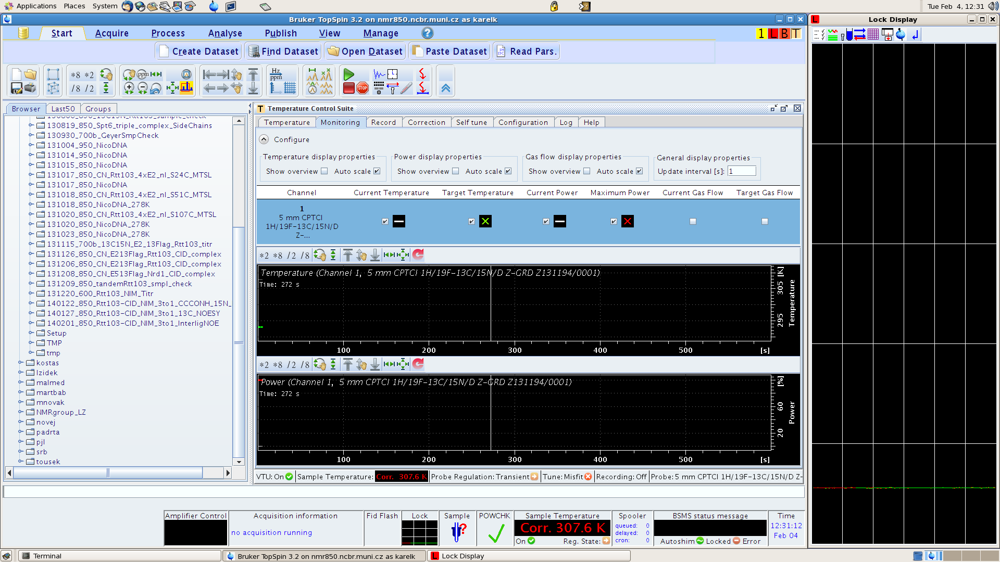 Applications Places System
Tue Feb 4, 12:31
Bruker TopSpin 3.2 on nmr850.ncbr.muni.cz as karelk
Lock Display
Start Acquire Process Analyse Publish View Manage
1 L B T
Create Dataset Find Dataset Open Dataset Paste Dataset Read Pars.
*8 *2
/8 /2
ppm
Hz
ppm
STOP
Browser Last50 Groups
130819_850_Spt6_triple_complex_SideChains
130930_700b_GeyerSmpCheck
131004_950_NicoDNA
131014_950_NicoDNA
131015_850_NicoDNA
131017_850_CN_Rtt103_4xE2_nl_S24C_MTSL
131017_850_NicoDNA
131018_850_CN_Rtt103_4xE2_nl_S51C_MTSL
131018_850_NicoDNA_278K
131020_850_CN_Rtt103_4xE2_nl_S107C_MTSL
131020_850_NicoDNA_278K
131023_850_NicoDNA_278K
131115_700b_13C15N_E2_13Flag_Rtt103_titr
131126_850_CN_E213Flag_Rtt103_CID_complex
131206_850_CN_E213Flag_Rtt103_CID_complex
131208_850_CN_E513Flag_Nrd1_CID_complex
131209_850_tandemRtt103_smpl_check
131220_600_Rtt103_NIM_Titr
140122_850_Rtt103-CID_NIM_3to1_CCCONH_15N_
140127_850_Rtt103-CID_NIM_3to1_13C_NOESY
140201_850_Rtt103-CID_NIM_3to1_InterligNOE
Setup
TMP
tmp
kostas
lzidek
malmed
martbab
mnovak
NMRgroup_LZ
novej
padrta
pjl
srb
tousek
T Temperature Control Suite
Temperature Monitoring Record Correction Self tune Configuration Log Help
Configure
Temperature display properties Power display properties Gas flow display properties General display properties
Show overview Auto scale Show overview Auto scale Show overview Auto scale Update interval [s]: 1
Channel Current Temperature Target Temperature Current Power Maximum Power Current Gas Flow Target Gas Flow
1
5 mm CPTCI
1H/19F-13C/15N/D
Z-...
*2 *8 /2 /8
Temperature (Channel 1, 5 mm CPTCI 1H/19F-13C/15N/D Z-GRD Z131194/0001)
Time: 272 s
295 305 [K]
Temperature
100 200 300 400 500 [s]
*2 *8 /2 /8
Power (Channel 1, 5 mm CPTCI 1H/19F-13C/15N/D Z-GRD Z131194/0001)
Time: 272 s
20 60 [%]
Power
100 200 300 400 500 [s]
VTU: On Sample Temperature: Corr. 307.6 K Probe Regulation: Transient Tune: Misfit Recording: Off Probe: 5 mm CPTCI 1H/19F-13C/15N/D Z-
Amplifier Control
Acquisition information
no acquisition running
Fid Flash
Lock
Sample
?
POWCHK
Sample Temperature
Corr. 307.6 K
On Reg. State:
Spooler
queued: 0
delayed: 0
cron: 0
BSMS status message
Autoshim Locked Error
Time
12:31:12
Feb 04
Terminal
Bruker TopSpin 3.2 on nmr850.ncbr.muni.cz as karelk
L Lock Display